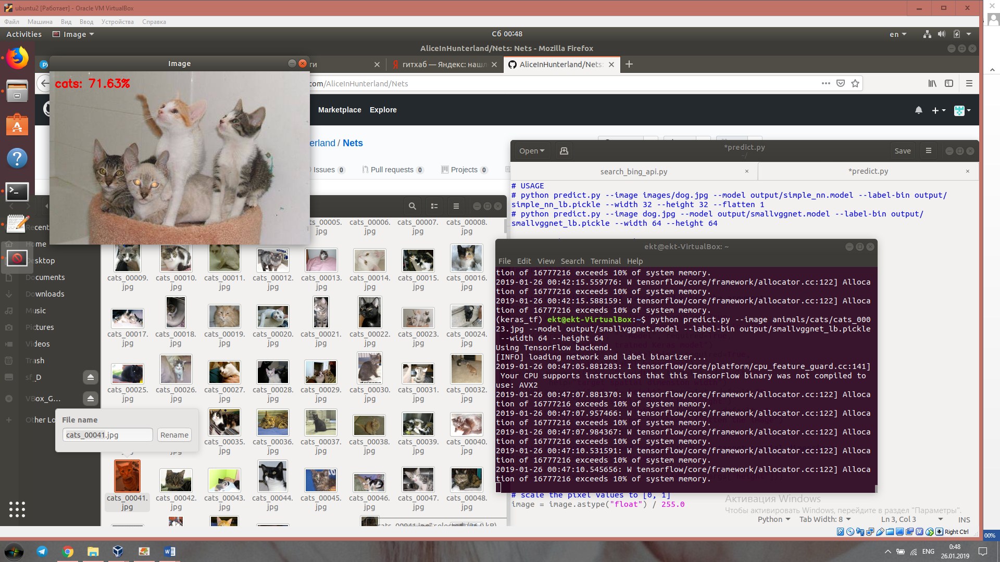 ubuntu2 [Работает] - Oracle VM VirtualBox
Файл Машина Вид Ввод Устройства Справка
Activities Image Сб 00:48 en
AliceInHunterland/Nets: Nets - Mozilla Firefox
ги гитхаб — Яндекс: нашл AliceInHunterland/Nets:
com/AliceInHunterland/Nets
Marketplace Explore
erland / Nets
Issues 0 Pull requests 0 Projects 0
Image
cats: 71.63%
Recent
Home
Desktop
Documents
Downloads
Music
Pictures
Videos
Trash
sf_D
VBox_G…
Other Lo
File name
cats_00041.jpg Rename
cats_00006.jpg cats_00007.jpg cats_00008.jpg
ts_00005.jpg
cats_00009.jpg cats_00010.jpg cats_00011.jpg cats_00012.jpg cats_00013.jpg cats_00014.jpg cats_00015.jpg cats_00016.jpg
cats_00017.jpg cats_00018.jpg cats_00019.jpg cats_00020.jpg cats_00021.jpg cats_00022.jpg cats_00023.jpg cats_00024.jpg
cats_00025.jpg cats_00026.jpg cats_00027.jpg cats_00028.jpg cats_00029.jpg cats_00030.jpg cats_00031.jpg cats_00032.jpg
cats_00035.jpg cats_00036.jpg cats_00037.jpg cats_00038.jpg cats_00039.jpg cats_00040.jpg
cats_00041.jpg cats_00042.jpg cats_00043.jpg cats_00044.jpg cats_00045.jpg cats_00046.jpg cats_00047.jpg cats_00048.jpg
Open *predict.py Save
~/
search_bing_api.py *predict.py
# USAGE
# python predict.py --image images/dog.jpg --model output/simple_nn.model --label-bin output/
simple_nn_lb.pickle --width 32 --height 32 --flatten 1
# python predict.py --image dog.jpg --model output/smallvggnet.model --label-bin output/
smallvggnet_lb.pickle --width 64 --height 64
ekt@ekt-VirtualBox: ~
File Edit View Search Terminal Help
tion of 16777216 exceeds 10% of system memory.
2019-01-26 00:42:15.559776: W tensorflow/core/framework/allocator.cc:122] Alloca
tion of 16777216 exceeds 10% of system memory.
2019-01-26 00:42:15.588159: W tensorflow/core/framework/allocator.cc:122] Alloca
tion of 16777216 exceeds 10% of system memory.
(keras_tf) ekt@ekt-VirtualBox:~$ python predict.py --image animals/cats/cats_000
23.jpg --model output/smallvggnet.model --label-bin output/smallvggnet_lb.pickle
--width 64 --height 64
Using TensorFlow backend.
[INFO] loading network and label binarizer...
2019-01-26 00:47:05.881283: I tensorflow/core/platform/cpu_feature_guard.cc:141]
Your CPU supports instructions that this TensorFlow binary was not compiled to
use: AVX2
2019-01-26 00:47:07.881370: W tensorflow/core/framework/allocator.cc:122] Alloca
tion of 16777216 exceeds 10% of system memory.
2019-01-26 00:47:07.957466: W tensorflow/core/framework/allocator.cc:122] Alloca
tion of 16777216 exceeds 10% of system memory.
2019-01-26 00:47:07.984367: W tensorflow/core/framework/allocator.cc:122] Alloca
tion of 16777216 exceeds 10% of system memory.
2019-01-26 00:47:10.531591: W tensorflow/core/framework/allocator.cc:122] Alloca
tion of 16777216 exceeds 10% of system memory.
2019-01-26 00:47:10.545656: W tensorflow/core/framework/allocator.cc:122] Alloca
tion of 16777216 exceeds 10% of system memory.
# scale the pixel values to [0, 1]
image = image.astype("float") / 255.0
Активация Windows
Чтобы активировать Windows, перейдите в раздел "Параметры".
Python Tab Width: 8 Ln 3, Col 3 INS
Right Ctrl
00%
ENG 0:48
26.01.2019